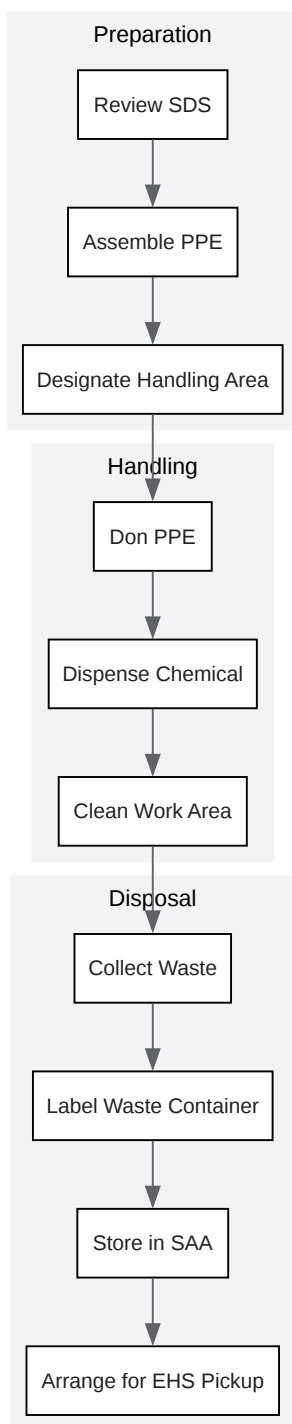 Preparation
Review SDS
Assemble PPE
Designate Handling Area
Handling
Don PPE
Dispense Chemical
Clean Work Area
Disposal
Collect Waste
Label Waste Container
Store in SAA
Arrange for EHS Pickup